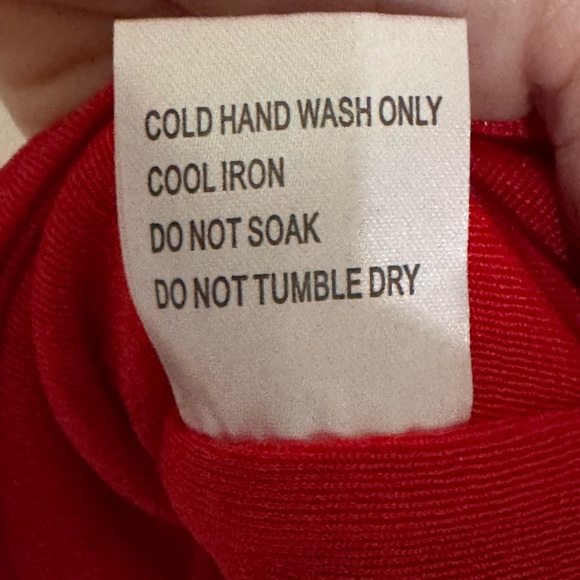 COLD HAND WASH ONLY
COOL IRON
DO NOT SOAK
DO NOT TUMBLE DRY